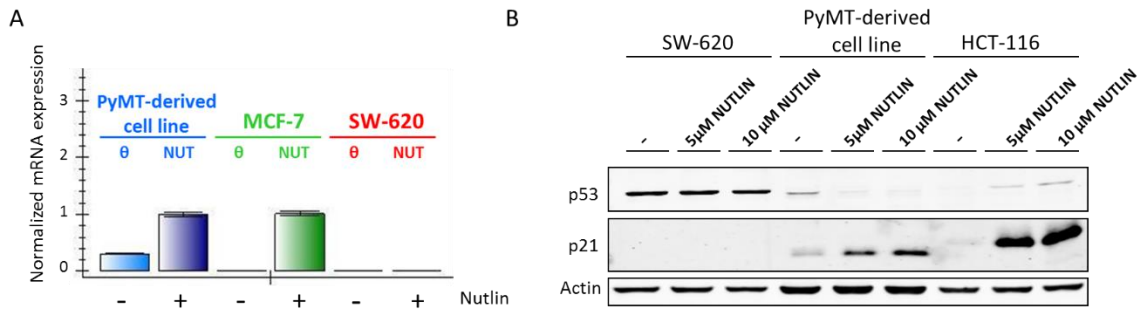 A
Normalized mRNA expression
3
2
1
0
PyMT-derived
cell line
MCF-7
SW-620
θ NUT θ NUT θ NUT
- + - + - + Nutlin
B
SW-620
PyMT-derived
cell line
HCT-116
- 5µM NUTLIN 10 µM NUTLIN - 5µM NUTLIN 10 µM NUTLIN - 5µM NUTLIN 10 µM NUTLIN
p53
p21
Actin